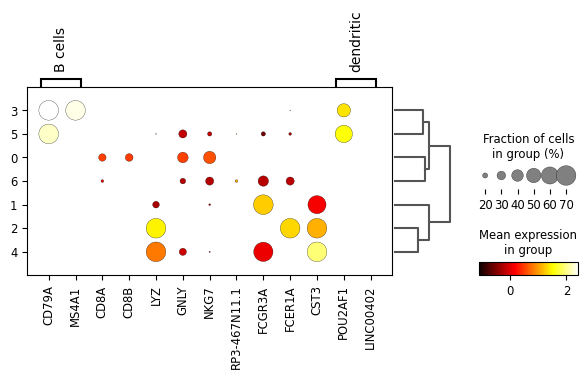 B cells
dendritic
3
5
0
6
1
2
4
CD79A
MS4A1
CD8A
CD8B
LYZ
GNLY
NKG7
RP3-467N11.1
FCGR3A
FCER1A
CST3
POU2AF1
LINC00402
Fraction of cells
in group (%)
20 30 40 50 60 70
Mean expression
in group
0 2